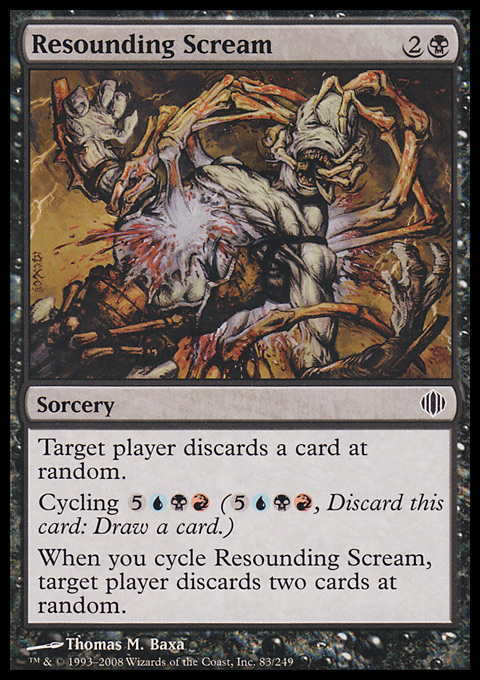 Resounding Scream 2
Sorcery
Target player discards a card at
random.
Cycling 5 (5, Discard this
card: Draw a card.)
When you cycle Resounding Scream,
target player discards two cards at
random.
Thomas M. Baxa
™ & © 1993–2008 Wizards of the Coast, Inc. 83/249